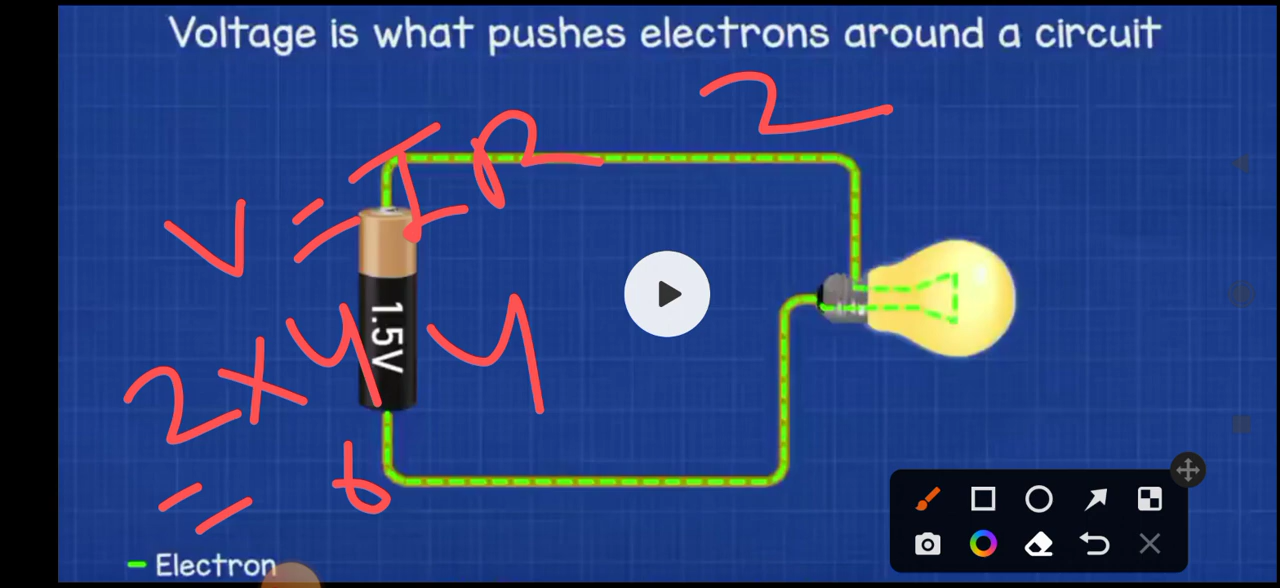 Voltage is what pushes electrons around a circuit
2
V = IR
1.5V
2 x 4 4
= 6
Electron